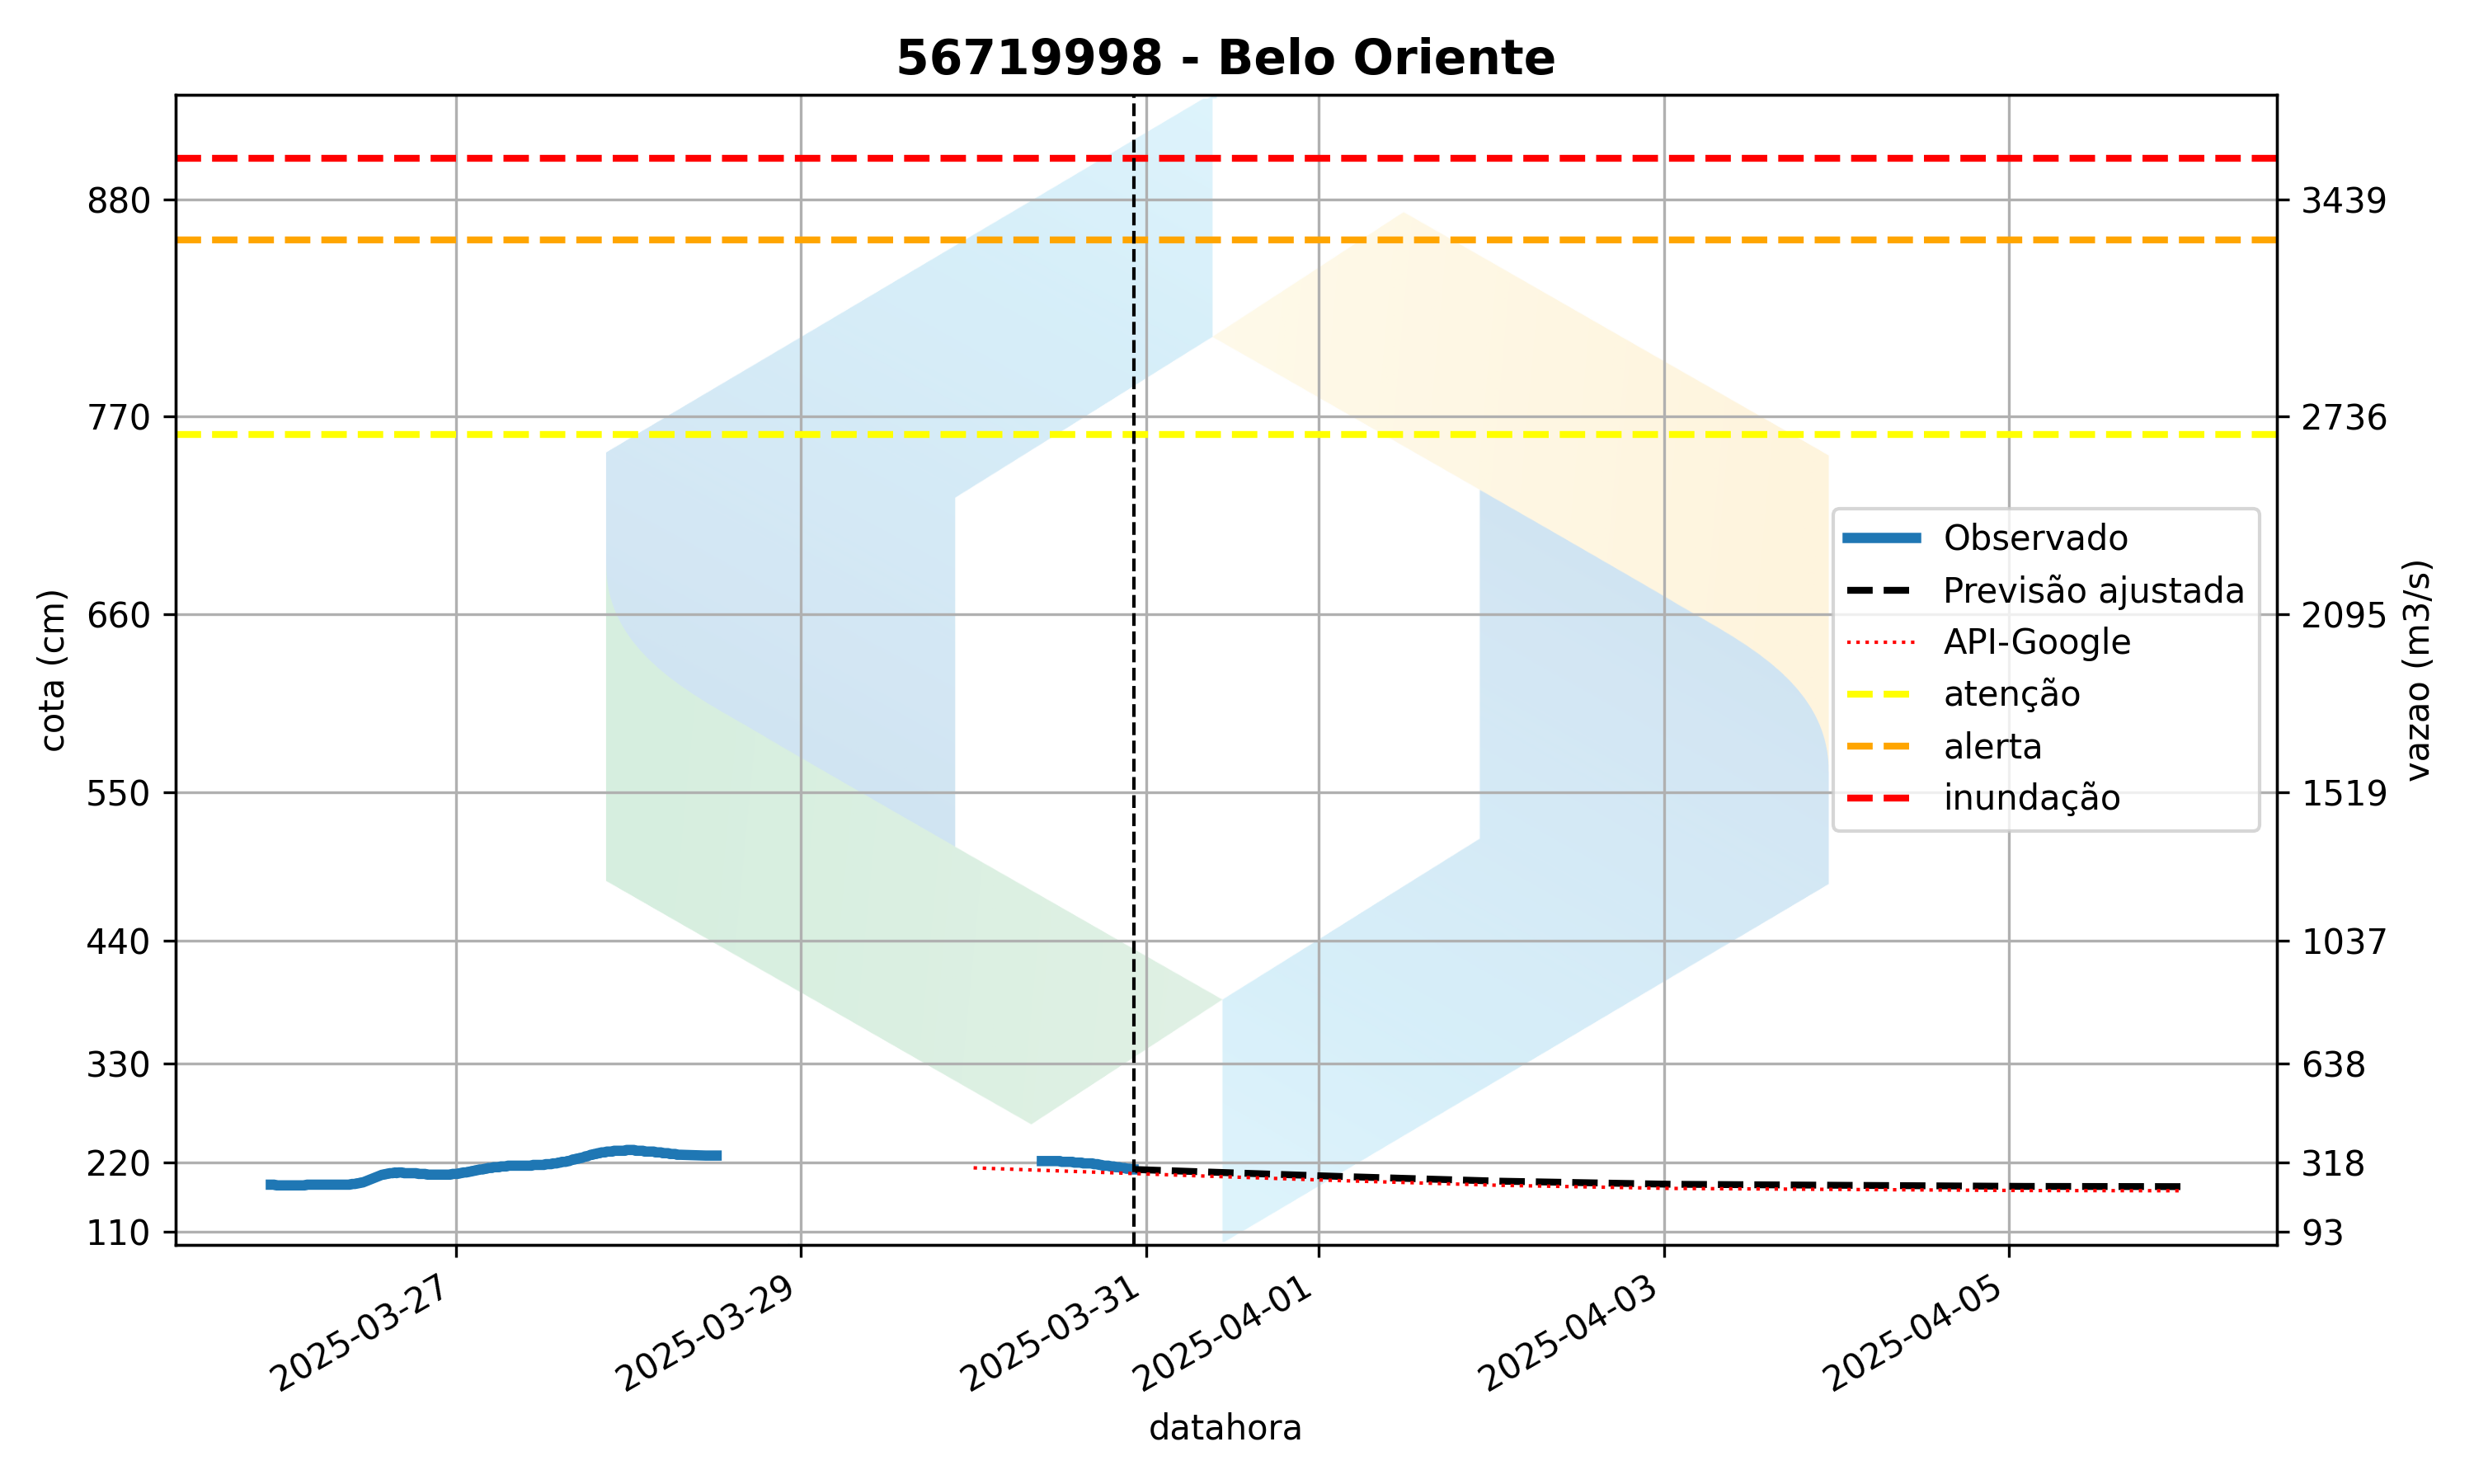 56719998 - Belo Oriente
880
770
660
550
440
330
220
110
cota (cm)
3439
2736
2095
1519
1037
638
318
93
vazao (m3/s)
Observado
Previsão ajustada
API-Google
atenção
alerta
inundação
2025-03-27
2025-03-29
2025-03-31
2025-04-01
2025-04-03
2025-04-05
datahora